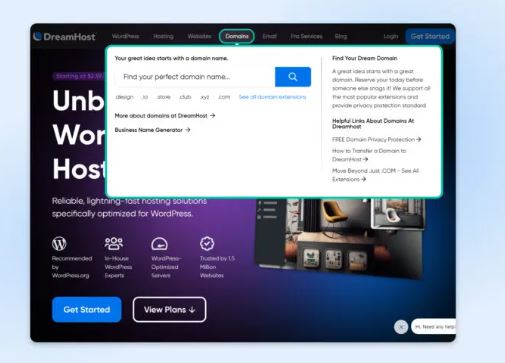 DreamHost
WordPress Hosting Websites Domains Email Pro Services Blog Login Get Started
Your great idea starts with a domain name.
Find your perfect domain name...
.design .io .store .club .xyz .com See all domain extensions
More about domains at DreamHost →
Business Name Generator →
Find Your Dream Domain
A great idea starts with a great
domain. Reserve your today before
someone else snags it! We support all
the most popular extensions and
provide privacy protection standard
Helpful Links About Domains At
Dreamhost
FREE Domain Privacy Protection →
How to Transfer a Domain to
DreamHost →
Move Beyond Just .COM - See All
Extensions →
Starting at $2.59
Unb
Wor
Host
Reliable, lightning-fast hosting solutions
specifically optimized for WordPress.
Recommended
by
WordPress.org
In-House
WordPress
Experts
WordPress-
Optimized
Servers
Trusted by 1.5
Million
Websites
Get Started
View Plans ↓
Hi. Need any help